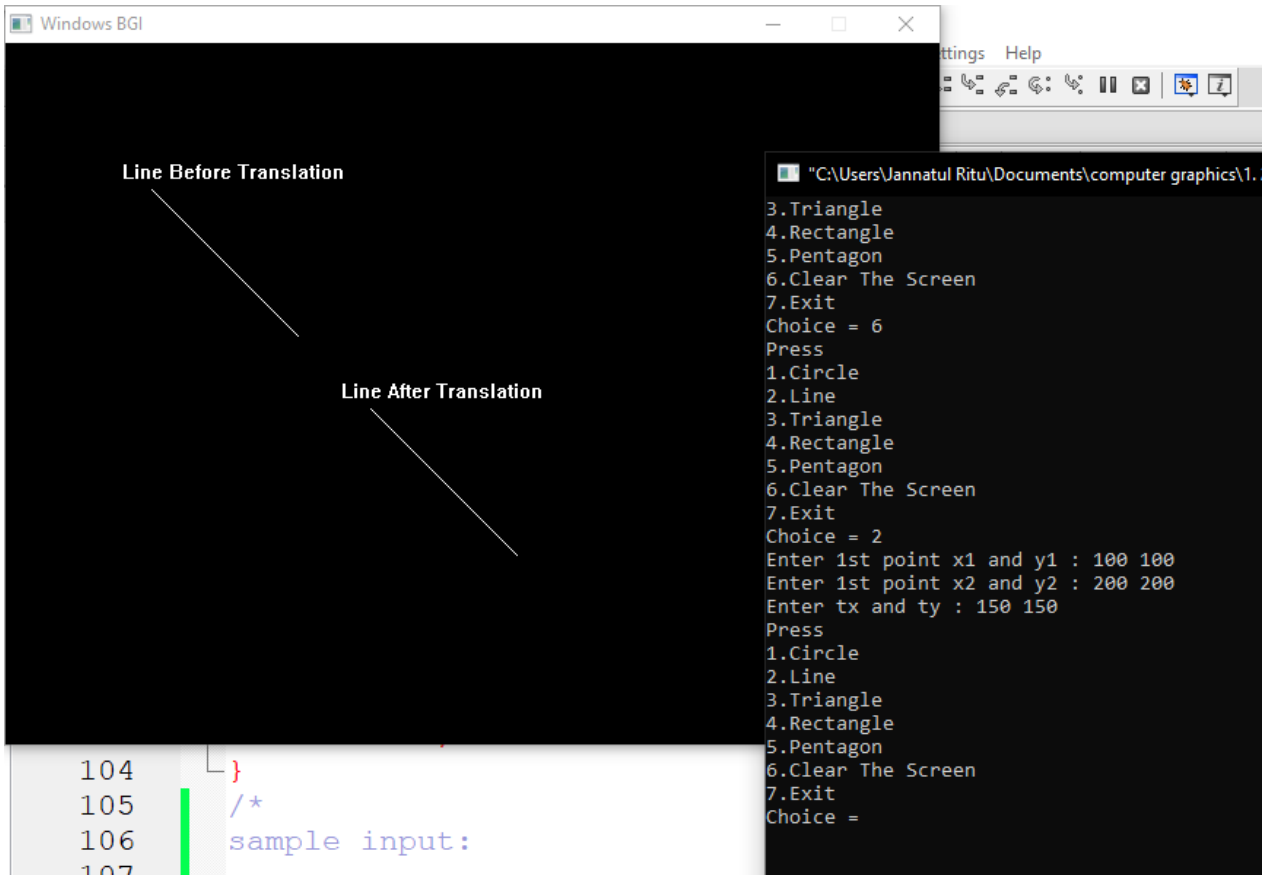 Windows BGI
ttings Help
Line Before Translation
Line After Translation
"C:\Users\Jannatul Ritu\Documents\computer graphics\1.
3.Triangle
4.Rectangle
5.Pentagon
6.Clear The Screen
7.Exit
Choice = 6
Press
1.Circle
2.Line
3.Triangle
4.Rectangle
5.Pentagon
6.Clear The Screen
7.Exit
Choice = 2
Enter 1st point x1 and y1 : 100 100
Enter 1st point x2 and y2 : 200 200
Enter tx and ty : 150 150
Press
1.Circle
2.Line
3.Triangle
4.Rectangle
5.Pentagon
6.Clear The Screen
7.Exit
Choice =
104 }
105 /*
106 sample input:
107